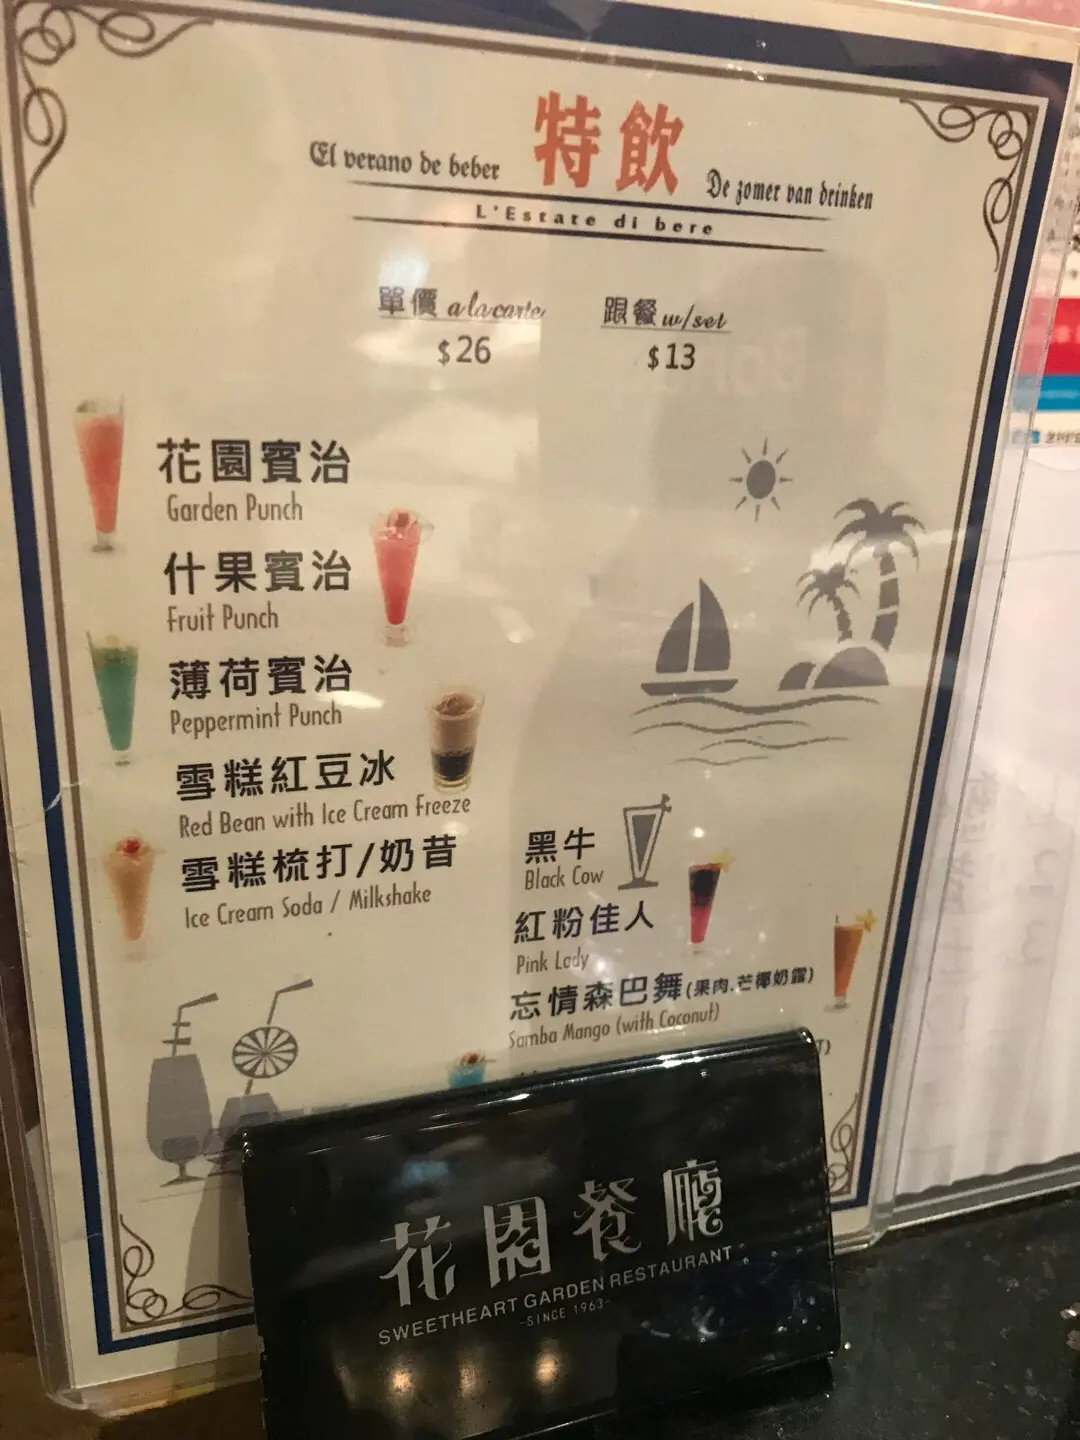 特飲
El verano de beber
De zomer van drinken
L'Estate di bere
單價 a la carte
$26
跟餐 w/set
$13
花園賓治
Garden Punch
什果賓治
Fruit Punch
薄荷賓治
Peppermint Punch
雪糕紅豆冰
Red Bean with Ice Cream Freeze
雪糕梳打/奶昔
Ice Cream Soda / Milkshake
黑牛
Black Cow
紅粉佳人
Pink Lady
忘情森巴舞(果肉.芒椰奶露)
Samba Mango (with Coconut)
花園餐廳
SWEETHEART GARDEN RESTAURANT
-SINCE 1963-